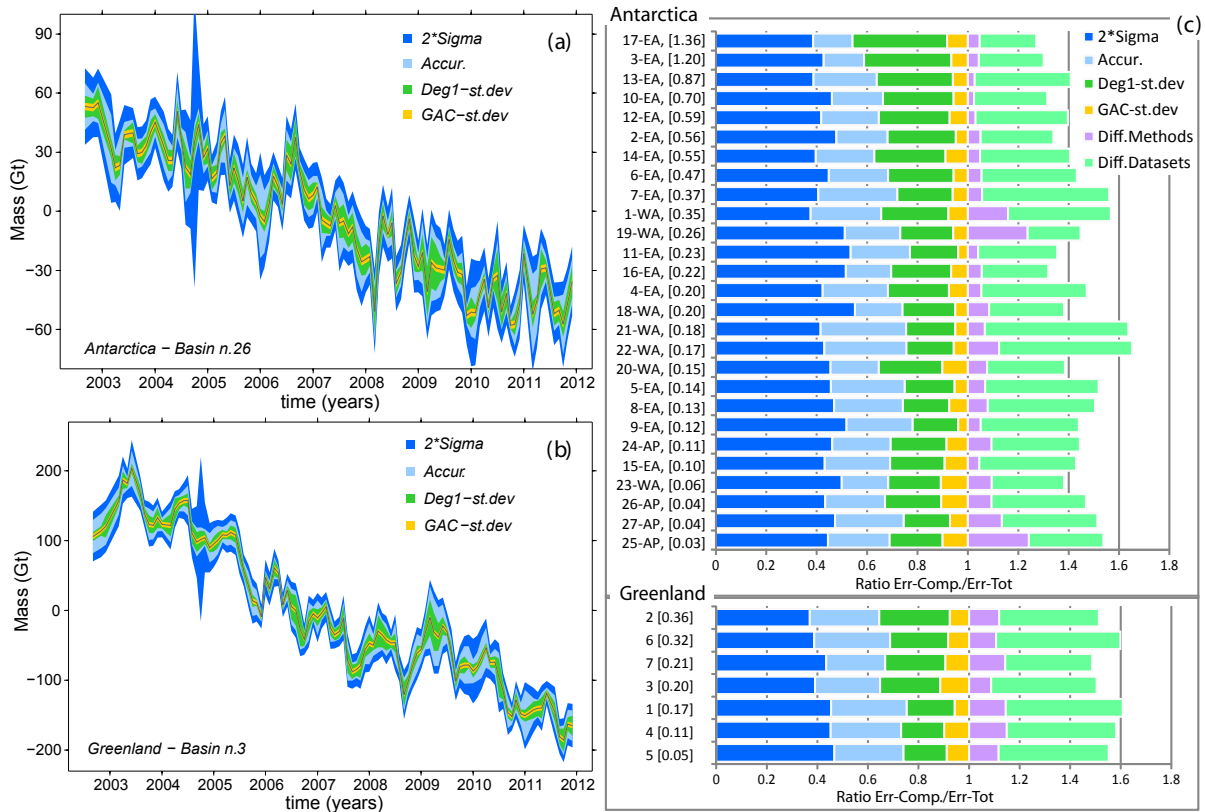 (a)
2*Sigma
Accur.
Deg1−st.dev
GAC−st.dev
Mass (Gt)
90
60
30
0
−30
−60
Antarctica − Basin n.26
2003 2004 2005 2006 2007 2008 2009 2010 2011 2012
time (years)
(b)
2*Sigma
Accur.
Deg1−st.dev
GAC−st.dev
Mass (Gt)
200
100
0
−100
−200
Greenland − Basin n.3
2003 2004 2005 2006 2007 2008 2009 2010 2011 2012
time (years)
Antarctica
(c)
2*Sigma
Accur.
Deg1-st.dev
GAC-st.dev
Diff.Methods
Diff.Datasets
17-EA, [1.36]
3-EA, [1.20]
13-EA, [0.87]
10-EA, [0.70]
12-EA, [0.59]
2-EA, [0.56]
14-EA, [0.55]
6-EA, [0.47]
7-EA, [0.37]
1-WA, [0.35]
19-WA, [0.26]
11-EA, [0.23]
16-EA, [0.22]
4-EA, [0.20]
18-WA, [0.20]
21-WA, [0.18]
22-WA, [0.17]
20-WA, [0.15]
5-EA, [0.14]
8-EA, [0.13]
9-EA, [0.12]
24-AP, [0.11]
15-EA, [0.10]
23-WA, [0.06]
26-AP, [0.04]
27-AP, [0.04]
25-AP, [0.03]
0 0.2 0.4 0.6 0.8 1 1.2 1.4 1.6 1.8
Ratio Err-Comp./Err-Tot
Greenland
2 [0.36]
6 [0.32]
7 [0.21]
3 [0.20]
1 [0.17]
4 [0.11]
5 [0.05]
0 0.2 0.4 0.6 0.8 1 1.2 1.4 1.6 1.8
Ratio Err-Comp./Err-Tot